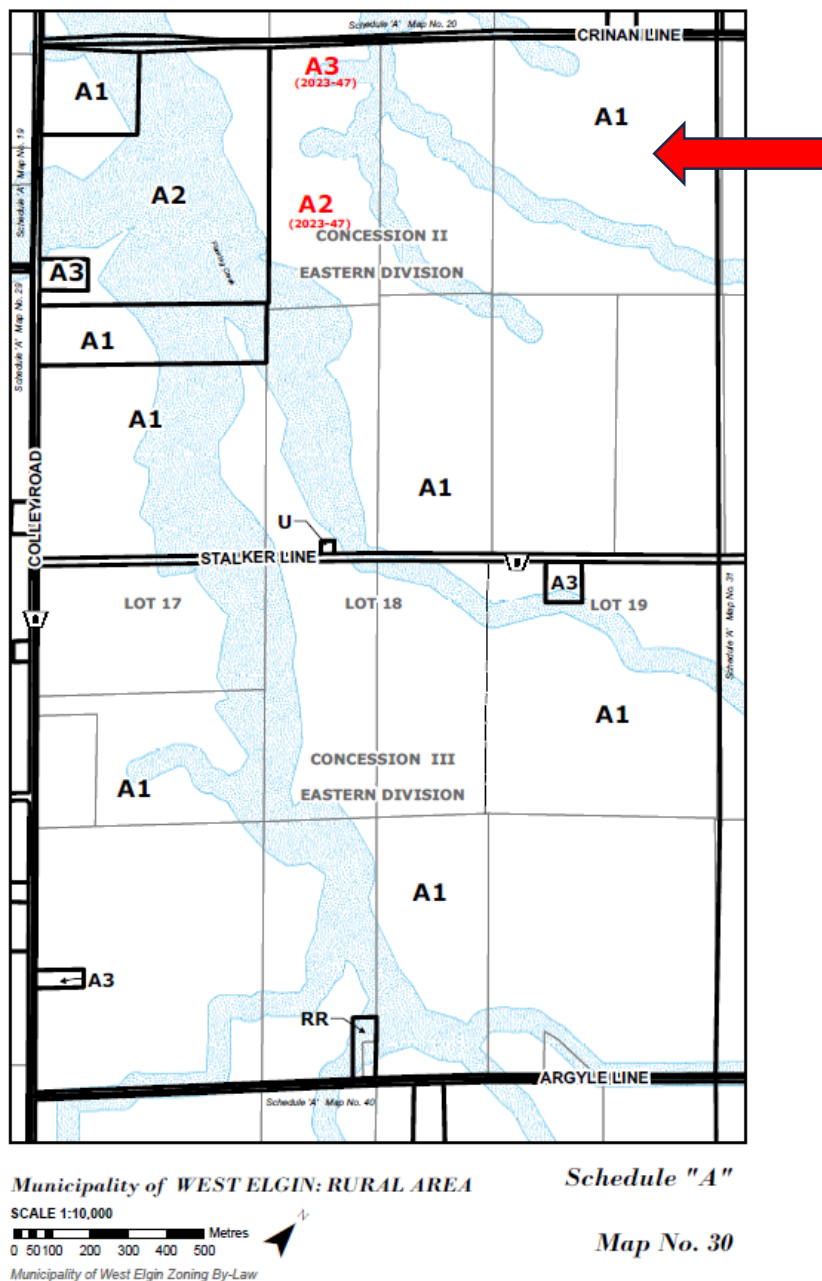 Schedule 'A' Map No. 20
CRINAN LINE
A3
(2023-47)
A1
A1
Schedule 'A' Map No. 19
A2
A2
(2023-47)
CONCESSION II
EASTERN DIVISION
A3
Schedule 'A' Map No. 29
A1
A1
COLLEY ROAD
A1
U
STALKER LINE
A3
LOT 17
LOT 18
LOT 19
Schedule 'A' Map No. 31
A1
CONCESSION III
EASTERN DIVISION
A1
A1
A3
RR
ARGYLE LINE
Schedule 'A' Map No. 40
Municipality of WEST ELGIN: RURAL AREA
Schedule "A"
SCALE 1:10,000
N
Metres
0 50 100 200 300 400 500
Map No. 30
Municipality of West Elgin Zoning By-Law